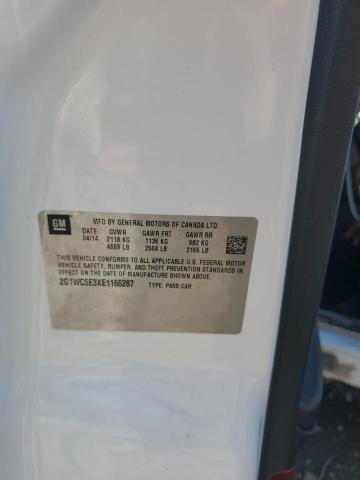 GM
MFD BY GENERAL MOTORS OF CANADA LTD.
DATE GVWR GAWR FRT GAWR RR
04/14 2118 KG 1136 KG 982 KG
4669 LB 2504 LB 2165 LB
THIS VEHICLE CONFORMS TO ALL APPLICABLE U.S. FEDERAL MOTOR
VEHICLE SAFETY, BUMPER, AND THEFT PREVENTION STANDARDS IN
EFFECT ON THE DATE OF MANUFACTURE SHOWN ABOVE.
2G1WC5E3XE1166287 TYPE: PASS CAR